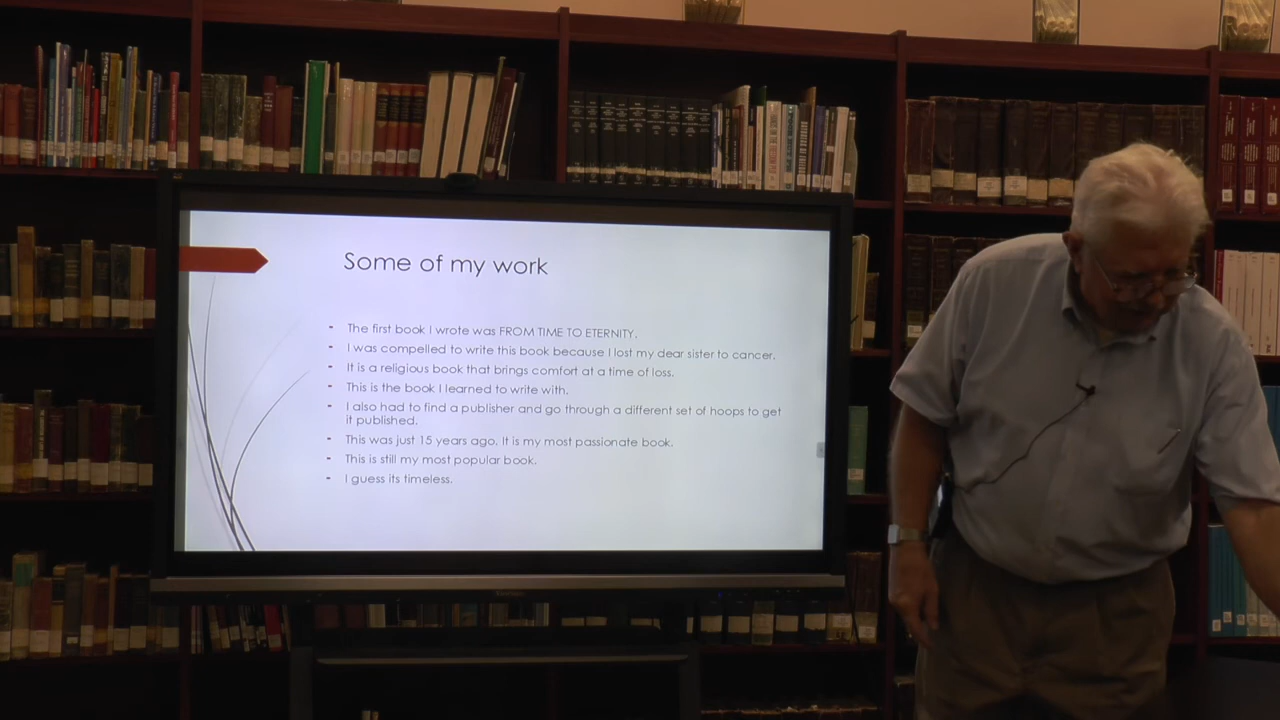 Some of my work
- The first book I wrote was FROM TIME TO ETERNITY.
- I was compelled to write this book because I lost my dear sister to cancer.
- It is a religious book that brings comfort at a time of loss.
- This is the book I learned to write with.
- I also had to find a publisher and go through a different set of hoops to get
it published.
- This was just 15 years ago. It is my most passionate book.
- This is still my most popular book.
- I guess its timeless.